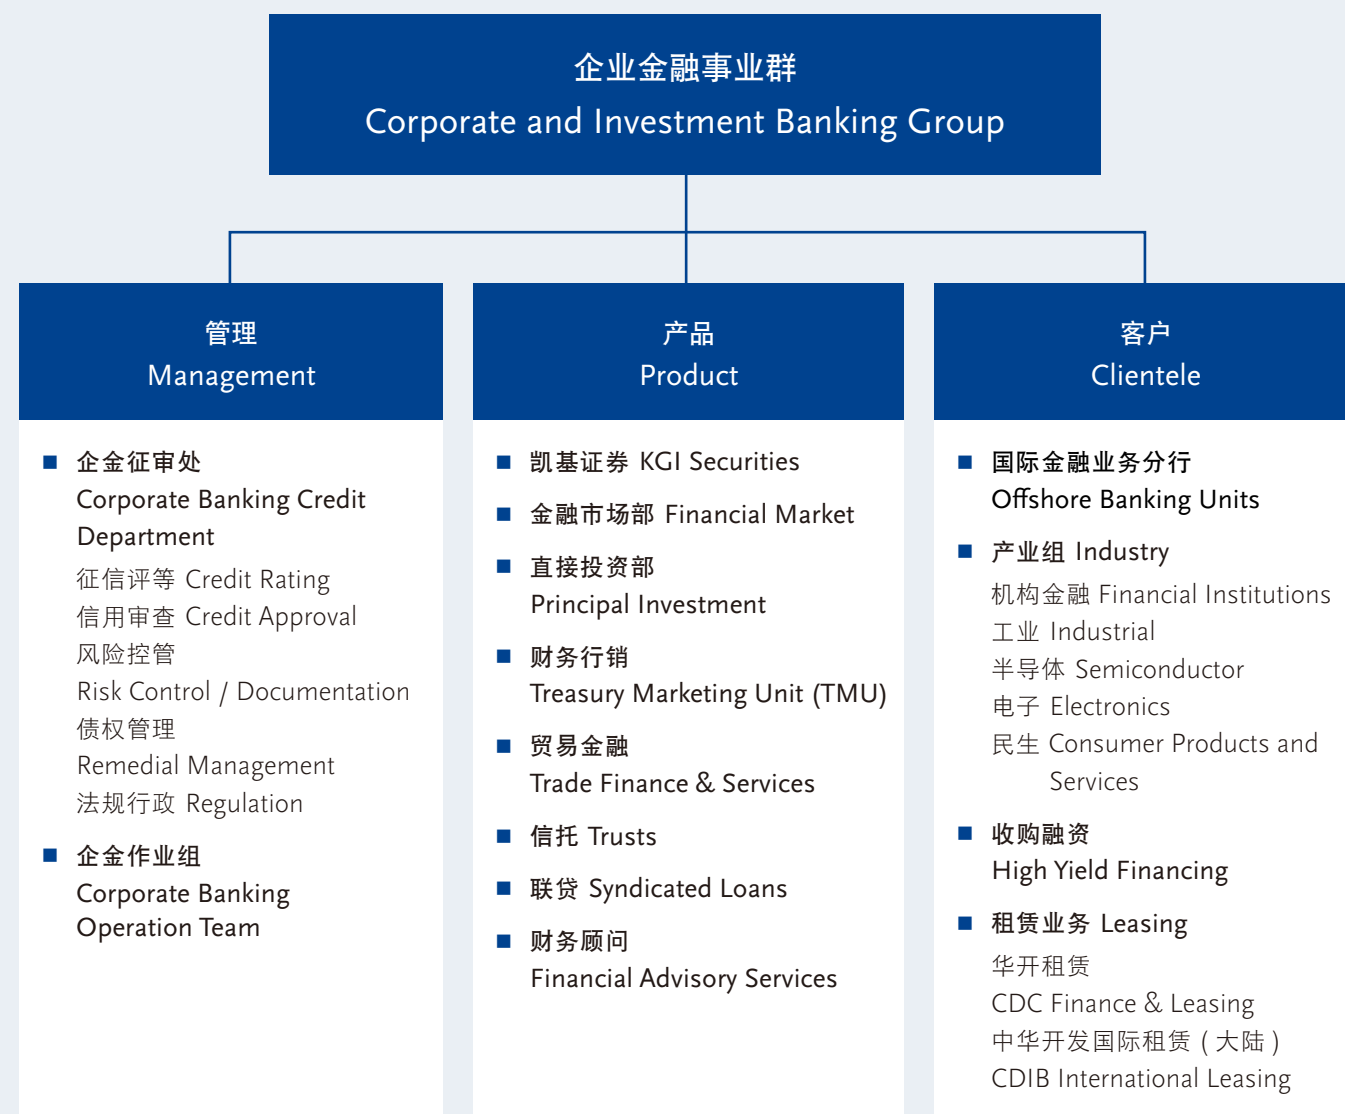 企业金融事业群
Corporate and Investment Banking Group
管理
Management
企金征审处
Corporate Banking Credit
Department
征信评等 Credit Rating
信用审查 Credit Approval
风险控管
Risk Control / Documentation
债权管理
Remedial Management
法规行政 Regulation
企金作业组
Corporate Banking
Operation Team
产品
Product
凯基证券 KGI Securities
金融市场部 Financial Market
直接投资部
Principal Investment
财务行销
Treasury Marketing Unit (TMU)
贸易金融
Trade Finance & Services
信托 Trusts
联贷 Syndicated Loans
财务顾问
Financial Advisory Services
客户
Clientele
国际金融业务分行
Offshore Banking Units
产业组 Industry
机构金融 Financial Institutions
工业 Industrial
半导体 Semiconductor
电子 Electronics
民生 Consumer Products and
Services
收购融资
High Yield Financing
租赁业务 Leasing
华开租赁
CDC Finance & Leasing
中华开发国际租赁 ( 大陆 )
CDIB International Leasing